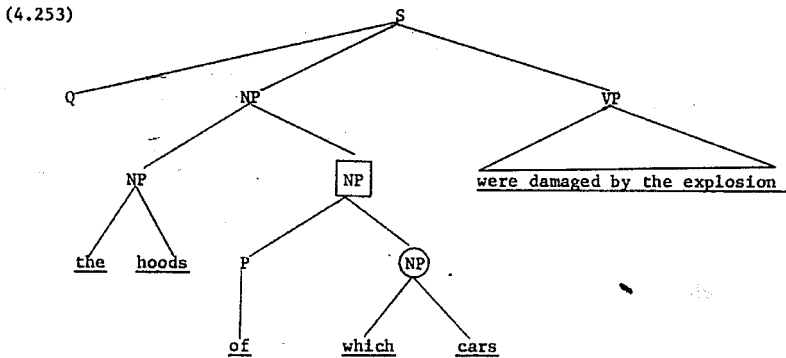 (4.253)
S
Q NP VP
NP NP were damaged by the explosion
the hoods P NP
of which cars